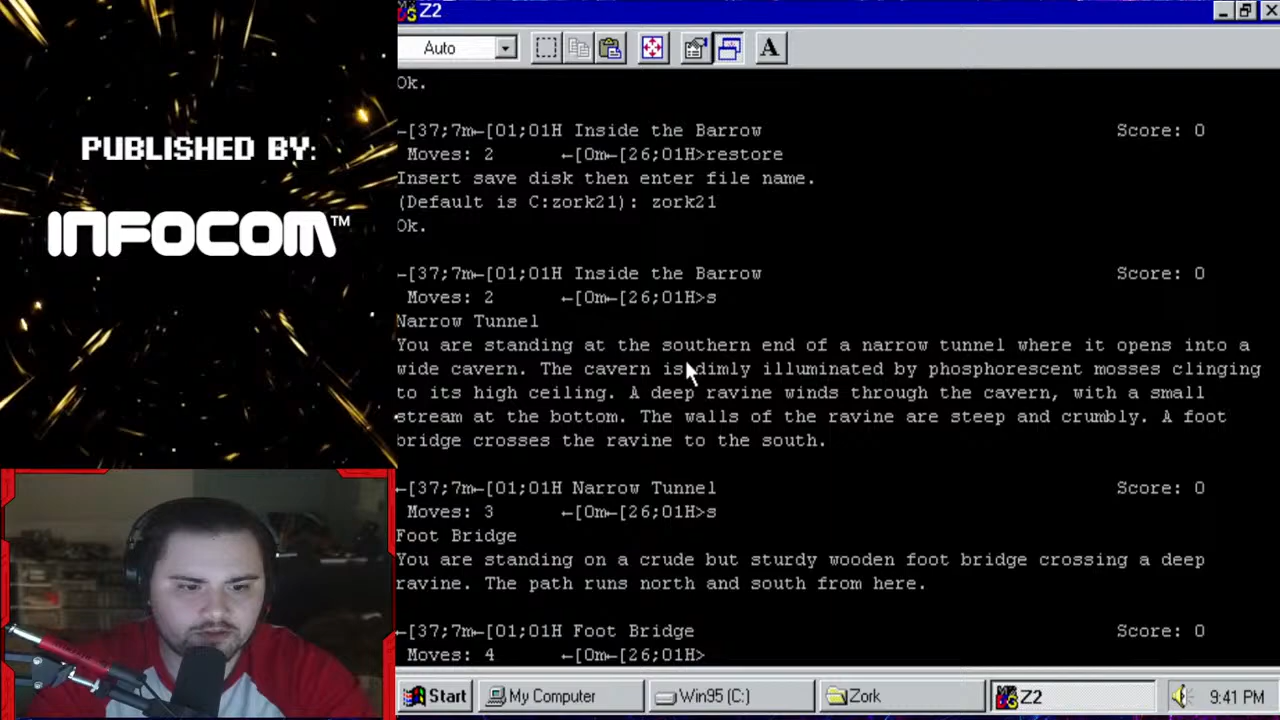 PUBLISHED BY:
INFOCOM™
Z2
Auto
A
Ok.
←[37;7m←[01;01H Inside the Barrow Score: 0
Moves: 2 ←[0m←[26;01H>restore
Insert save disk then enter file name.
(Default is C:zork21): zork21
Ok.
←[37;7m←[01;01H Inside the Barrow Score: 0
Moves: 2 ←[0m←[26;01H>s
Narrow Tunnel
You are standing at the southern end of a narrow tunnel where it opens into a
wide cavern. The cavern is dimly illuminated by phosphorescent mosses clinging
to its high ceiling. A deep ravine winds through the cavern, with a small
stream at the bottom. The walls of the ravine are steep and crumbly. A foot
bridge crosses the ravine to the south.
←[37;7m←[01;01H Narrow Tunnel Score: 0
Moves: 3 ←[0m←[26;01H>s
Foot Bridge
You are standing on a crude but sturdy wooden foot bridge crossing a deep
ravine. The path runs north and south from here.
←[37;7m←[01;01H Foot Bridge Score: 0
Moves: 4 ←[0m←[26;01H>
Start My Computer Win95 (C:) Zork Z2 9:41 PM